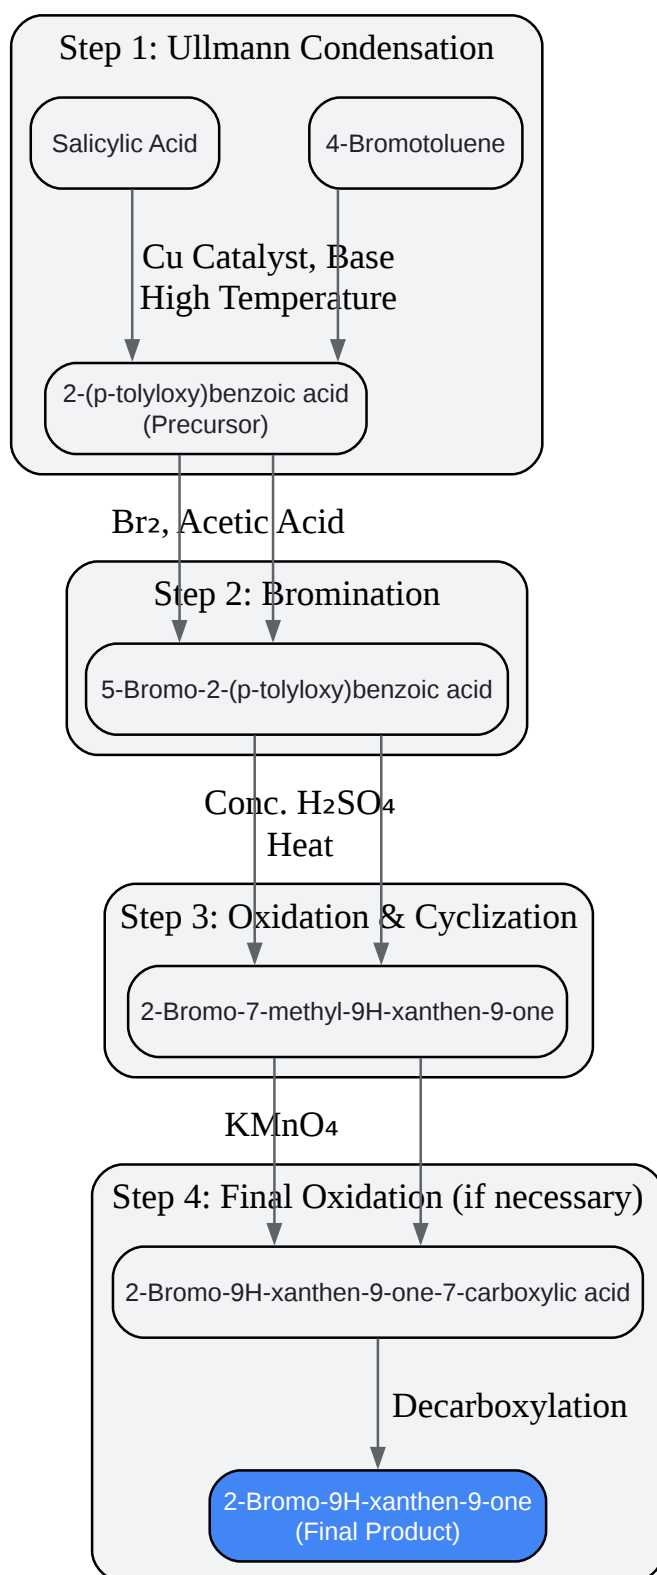 Step 1: Ullmann Condensation
Salicylic Acid
4-Bromotoluene
Cu Catalyst, Base
High Temperature
2-(p-tolyloxy)benzoic acid
(Precursor)
Br₂, Acetic Acid
Step 2: Bromination
5-Bromo-2-(p-tolyloxy)benzoic acid
Conc. H₂SO₄
Heat
Step 3: Oxidation & Cyclization
2-Bromo-7-methyl-9H-xanthen-9-one
KMnO₄
Step 4: Final Oxidation (if necessary)
2-Bromo-9H-xanthen-9-one-7-carboxylic acid
Decarboxylation
2-Bromo-9H-xanthen-9-one
(Final Product)